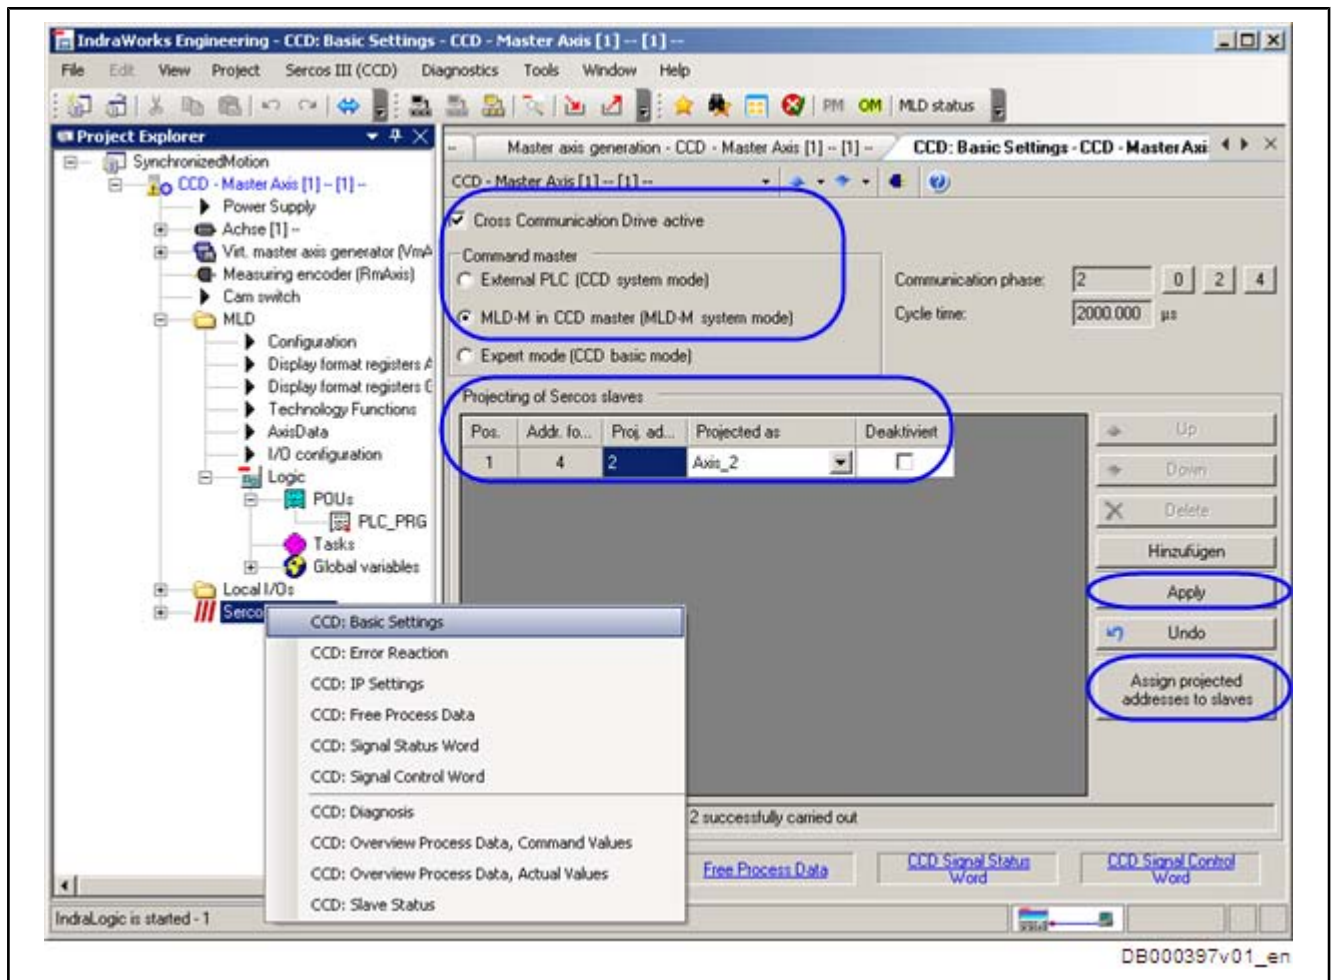 IndraWorks Engineering - CCD: Basic Settings - CCD - Master Axis [1] -- [1] --
File Edit View Project Sercos III (CCD) Diagnostics Tools Window Help
PM OM MLD status
Project Explorer
SynchronizedMotion
CCD - Master Axis [1] -- [1] --
Power Supply
Achse [1] --
Virt. master axis generator (VmA
Measuring encoder (RmAxis)
Cam switch
MLD
Configuration
Display format registers A
Display format registers G
Technology Functions
AxisData
I/O configuration
Logic
POUs
PLC_PRG
Tasks
Global variables
Local I/Os
Serco
CCD: Basic Settings
CCD: Error Reaction
CCD: IP Settings
CCD: Free Process Data
CCD: Signal Status Word
CCD: Signal Control Word
CCD: Diagnosis
CCD: Overview Process Data, Command Values
CCD: Overview Process Data, Actual Values
CCD: Slave Status
-- Master axis generation - CCD - Master Axis [1] -- [1] -- CCD: Basic Settings - CCD - Master Axi
CCD - Master Axis [1] -- [1] --
Cross Communication Drive active
Command master
External PLC (CCD system mode)
MLD-M in CCD master (MLD-M system mode)
Expert mode (CCD basic mode)
Communication phase: 2 0 2 4
Cycle time: 2000.000 µs
Projecting of Sercos slaves
Pos. Addr. fo... Proj. ad... Projected as Deaktiviert
1 4 2 Axis_2
Up
Down
Delete
Hinzufügen
Apply
Undo
Assign projected
addresses to slaves
2 successfully carried out
Free Process Data
CCD Signal Status
Word
CCD Signal Control
Word
IndraLogic is started - 1
DB000397v01_en